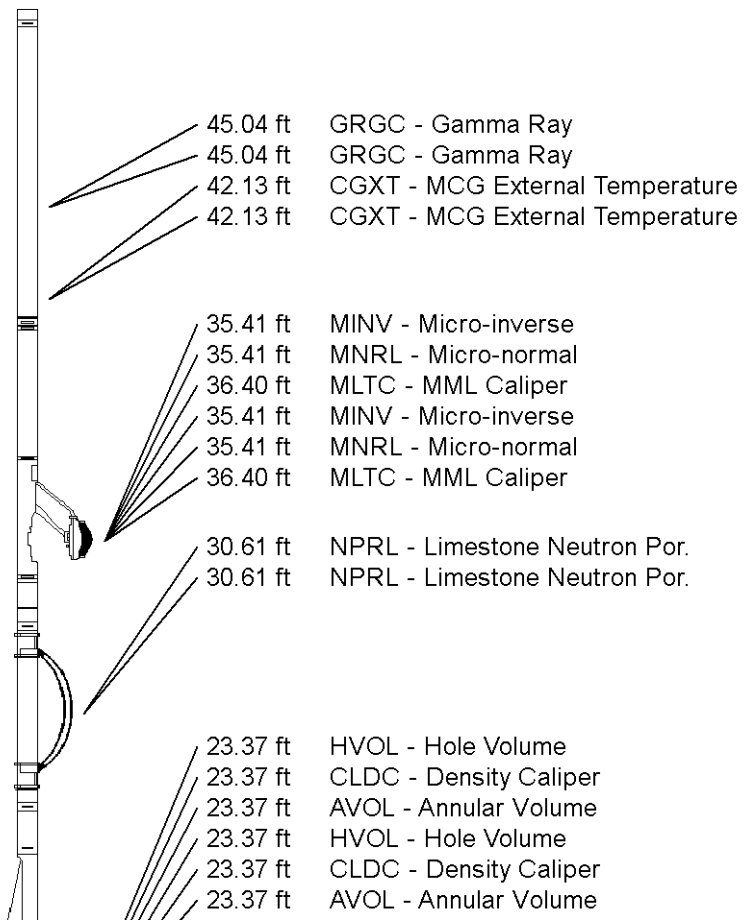 45.04 ft GRGC - Gamma Ray
45.04 ft GRGC - Gamma Ray
42.13 ft CGXT - MCG External Temperature
42.13 ft CGXT - MCG External Temperature
35.41 ft MINV - Micro-inverse
35.41 ft MNRL - Micro-normal
36.40 ft MLTC - MML Caliper
35.41 ft MINV - Micro-inverse
35.41 ft MNRL - Micro-normal
36.40 ft MLTC - MML Caliper
30.61 ft NPRL - Limestone Neutron Por.
30.61 ft NPRL - Limestone Neutron Por.
23.37 ft HVOL - Hole Volume
23.37 ft CLDC - Density Caliper
23.37 ft AVOL - Annular Volume
23.37 ft HVOL - Hole Volume
23.37 ft CLDC - Density Caliper
23.37 ft AVOL - Annular Volume